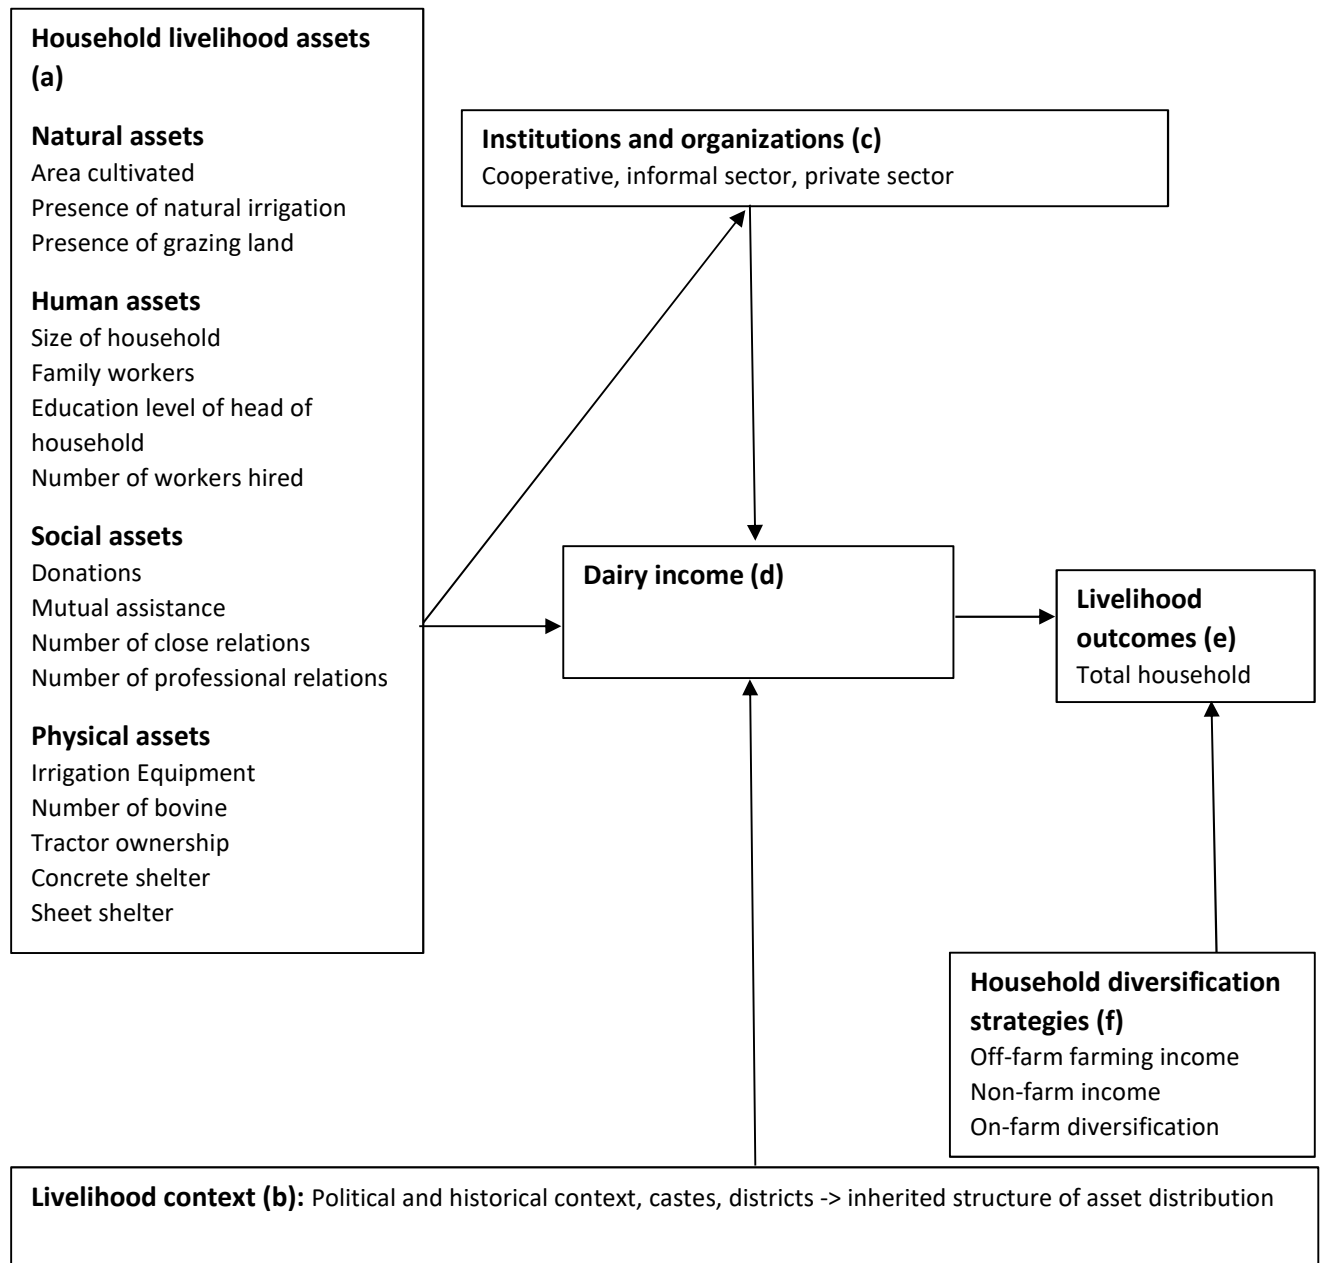 Household livelihood assets
(a)
Natural assets
Area cultivated
Presence of natural irrigation
Presence of grazing land
Human assets
Size of household
Family workers
Education level of head of
household
Number of workers hired
Social assets
Donations
Mutual assistance
Number of close relations
Number of professional relations
Physical assets
Irrigation Equipment
Number of bovine
Tractor ownership
Concrete shelter
Sheet shelter
Institutions and organizations (c)
Cooperative, informal sector, private sector
Dairy income (d)
Livelihood
outcomes (e)
Total household
Household diversification
strategies (f)
Off-farm farming income
Non-farm income
On-farm diversification
Livelihood context (b): Political and historical context, castes, districts -> inherited structure of asset distribution